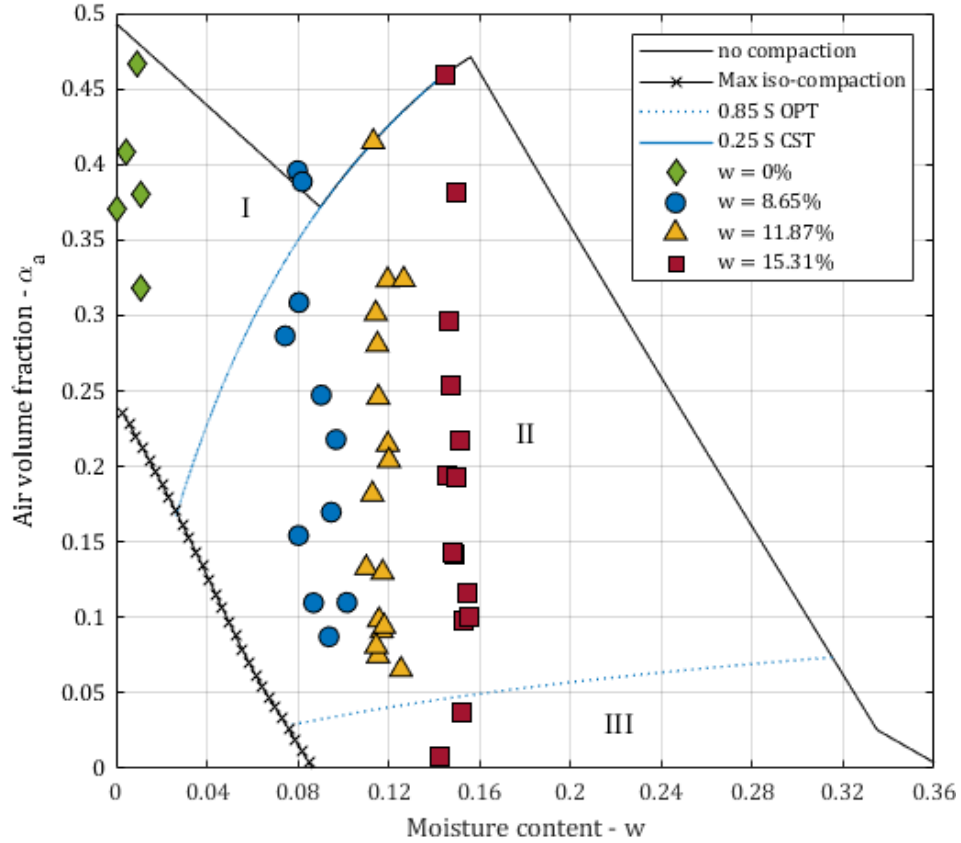 0.5
0.45
0.4
0.35
0.3
0.25
0.2
0.15
0.1
0.05
0
Air volume fraction - α_a
no compaction
Max iso-compaction
0.85 S OPT
0.25 S CST
w = 0%
w = 8.65%
w = 11.87%
w = 15.31%
I
II
III
0 0.08 0.12 0.16 0.2 0.24 0.28 0.32 0.36
Moisture content - w